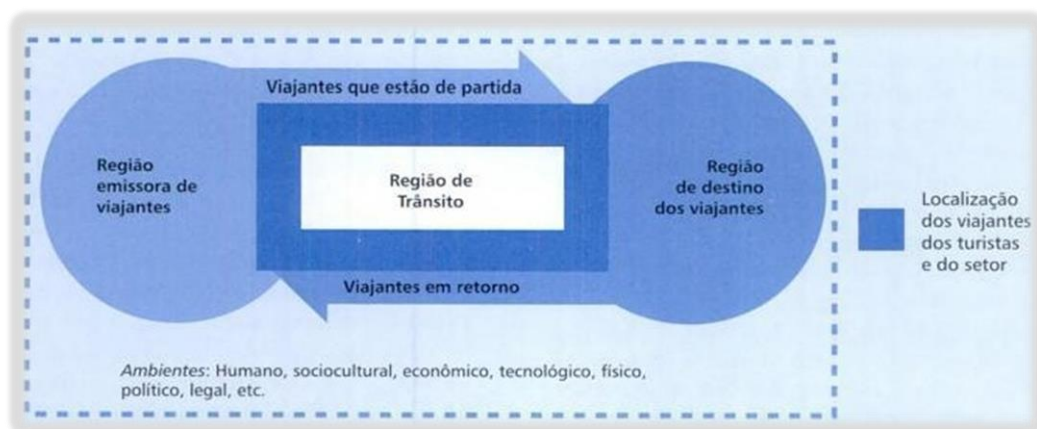 Viajantes que estão de partida
Região
emissora de
viajantes
Região de
Trânsito
Região
de destino
dos viajantes
Viajantes em retorno
Localização
dos viajantes
dos turistas
e do setor
Ambientes: Humano, sociocultural, econômico, tecnológico, físico,
político, legal, etc.